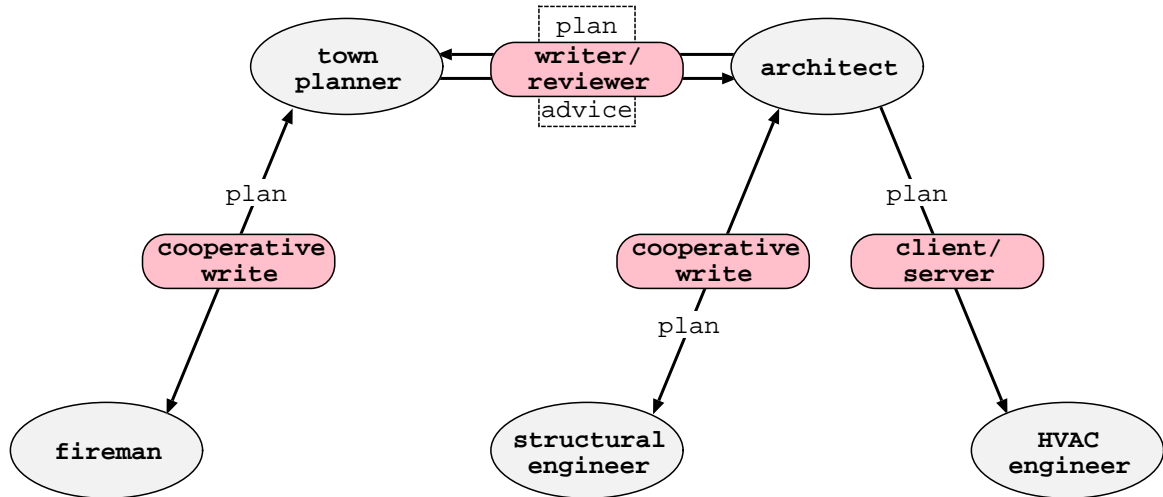 plan
town
planner
writer/
reviewer
architect
advice
plan
plan
cooperative
write
cooperative
write
client/
server
plan
fireman
structural
engineer
HVAC
engineer